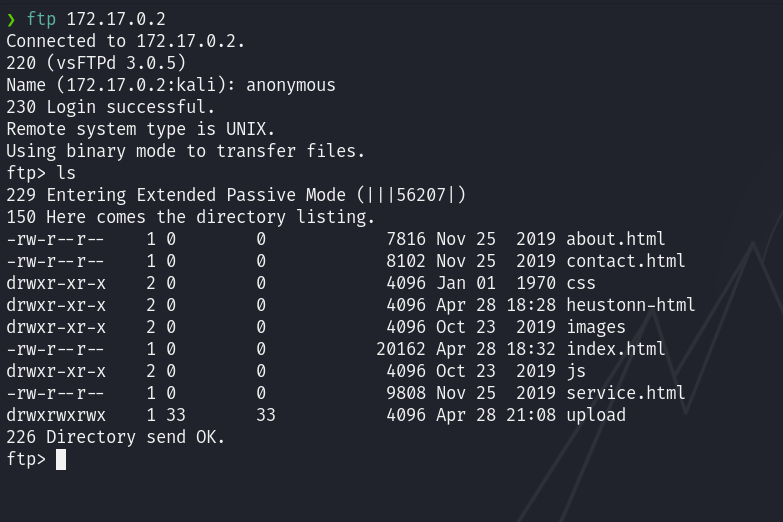 ❯ ftp 172.17.0.2
Connected to 172.17.0.2.
220 (vsFTPd 3.0.5)
Name (172.17.0.2:kali): anonymous
230 Login successful.
Remote system type is UNIX.
Using binary mode to transfer files.
ftp> ls
229 Entering Extended Passive Mode (|||56207|)
150 Here comes the directory listing.
-rw-r--r--    1 0        0            7816 Nov 25  2019 about.html
-rw-r--r--    1 0        0            8102 Nov 25  2019 contact.html
drwxr-xr-x    2 0        0            4096 Jan 01  1970 css
drwxr-xr-x    2 0        0            4096 Apr 28 18:28 heustonn-html
drwxr-xr-x    2 0        0            4096 Oct 23  2019 images
-rw-r--r--    1 0        0           20162 Apr 28 18:32 index.html
drwxr-xr-x    2 0        0            4096 Oct 23  2019 js
-rw-r--r--    1 0        0            9808 Nov 25  2019 service.html
drwxrwxrwx    1 33       33           4096 Apr 28 21:08 upload
226 Directory send OK.
ftp>